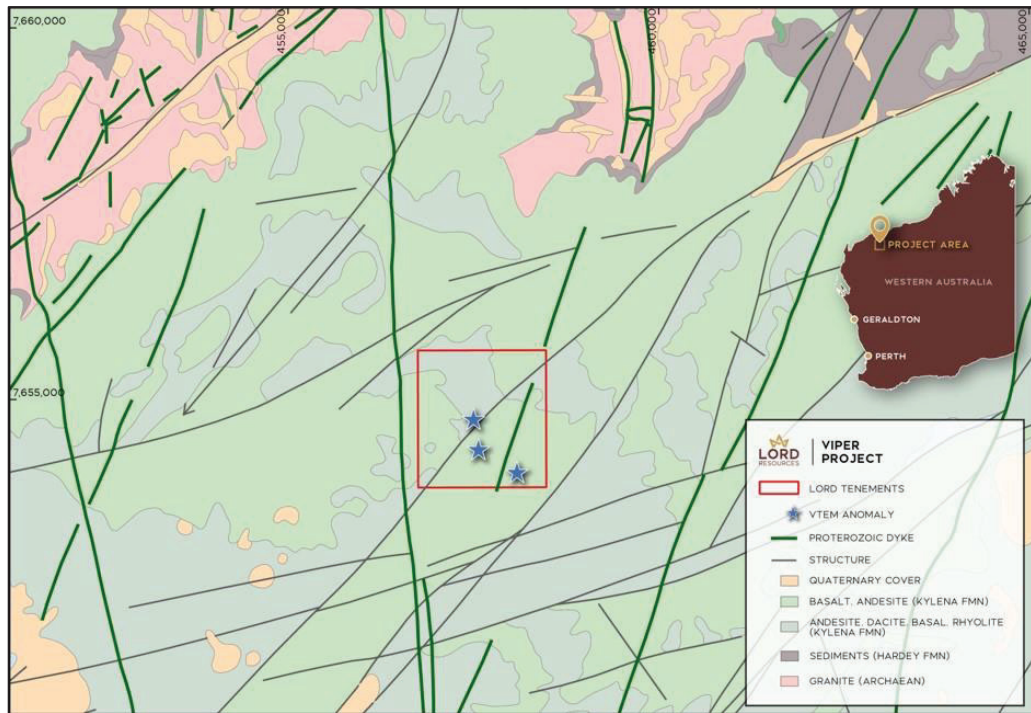 7,660,000
455,000
460,000
465,000
7,655,000
PROJECT AREA
WESTERN AUSTRALIA
GERALDTON
PERTH
LORD
RESOURCES
VIPER
PROJECT
LORD TENEMENTS
VTEM ANOMALY
PROTEROZOIC DYKE
STRUCTURE
QUATERNARY COVER
BASALT, ANDESITE (KYLENA FMN)
ANDESITE, DACITE, BASAL, RHYOLITE
(KYLENA FMN)
SEDIMENTS (HARDEY FMN)
GRANITE (ARCHAEAN)